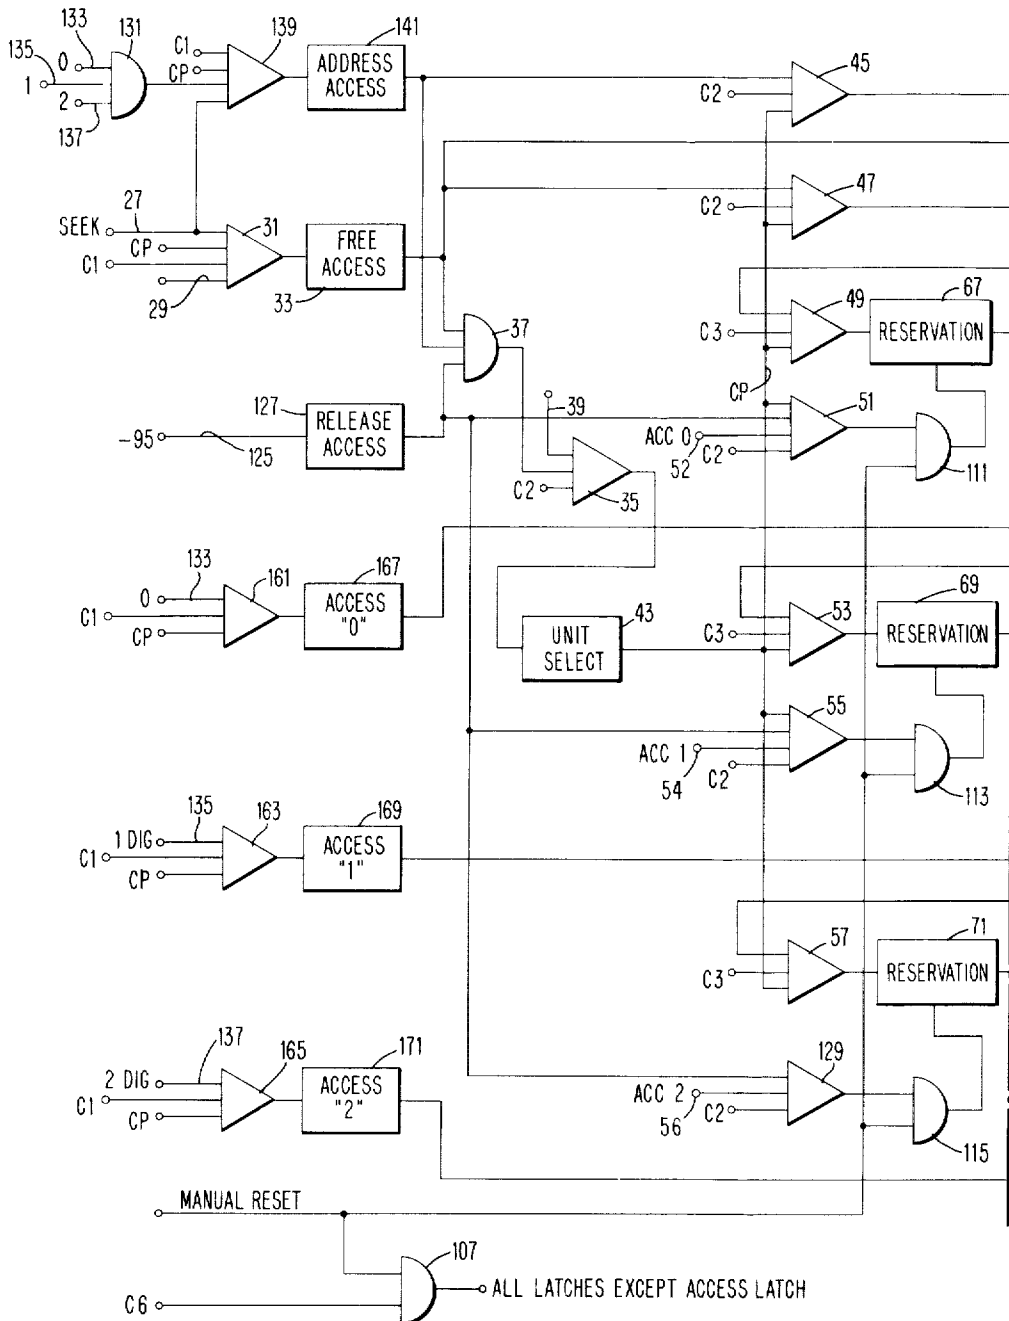 133
131
135
0
1
2
137
C1
CP
139
141
ADDRESS
ACCESS
C2
45
SEEK
27
CP
C1
29
31
FREE
ACCESS
33
C2
47
37
67
49
C3
RESERVATION
CP
-95
125
127
RELEASE
ACCESS
39
C2
35
51
ACC 0
52
C2
111
133
0
C1
CP
161
167
ACCESS
"0"
43
UNIT
SELECT
69
53
C3
RESERVATION
55
ACC 1
54
C2
113
135
1 DIG
C1
CP
163
169
ACCESS
"1"
71
57
C3
RESERVATION
137
2 DIG
C1
CP
165
171
ACCESS
"2"
129
ACC 2
56
C2
115
MANUAL RESET
107
ALL LATCHES EXCEPT ACCESS LATCH
C6